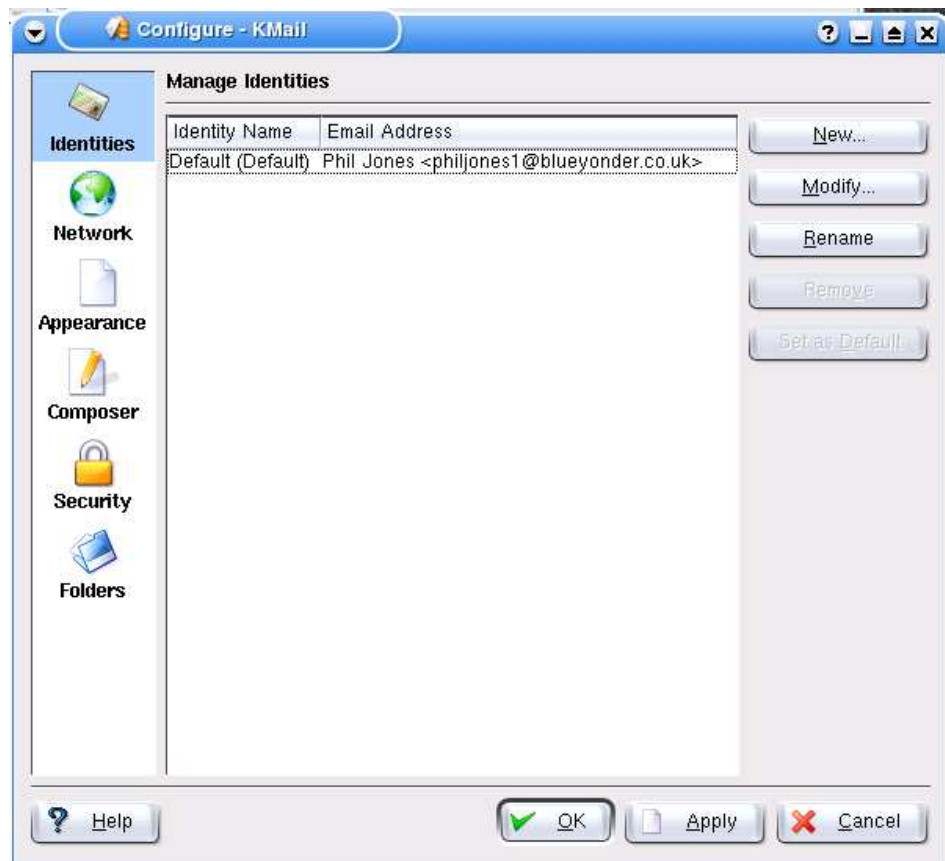 Configure - KMail
Manage Identities
Identities
Network
Appearance
Composer
Security
Folders
Identity Name Email Address
Default (Default) Phil Jones <philjones1@blueyonder.co.uk>
New...
Modify...
Rename
Remove
Set as Default
Help
OK
Apply
Cancel